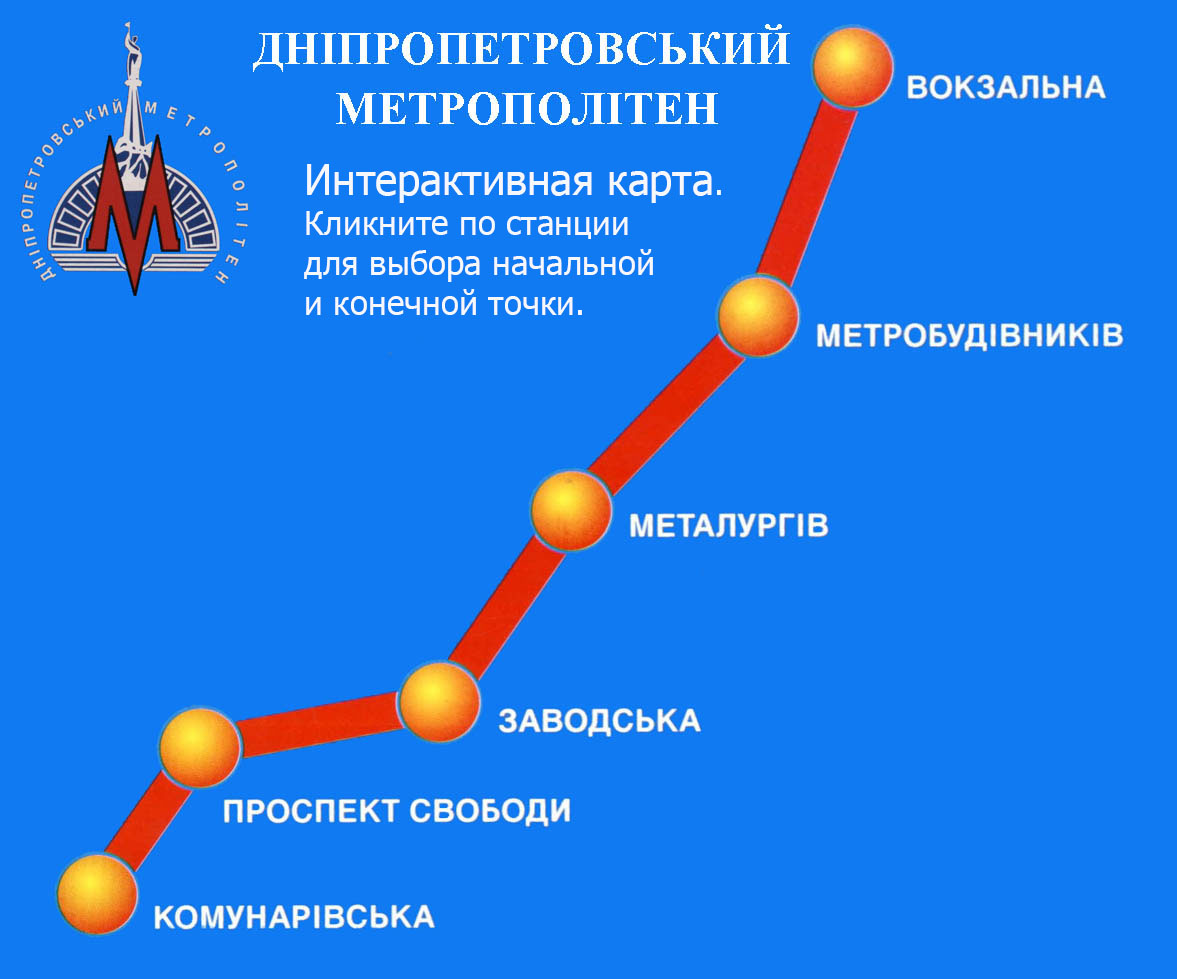 ДНІПРОПЕТРОВСЬКИЙ
МЕТРОПОЛІТЕН
ДНІПРОПЕТРОВСЬКИЙ МЕТРОПОЛІТЕН
М
Интерактивная карта.
Кликните по станции
для выбора начальной
и конечной точки.
ВОКЗАЛЬНА
МЕТРОБУДІВНИКІВ
МЕТАЛУРГІВ
ЗАВОДСЬКА
ПРОСПЕКТ СВОБОДИ
КОМУНАРІВСЬКА